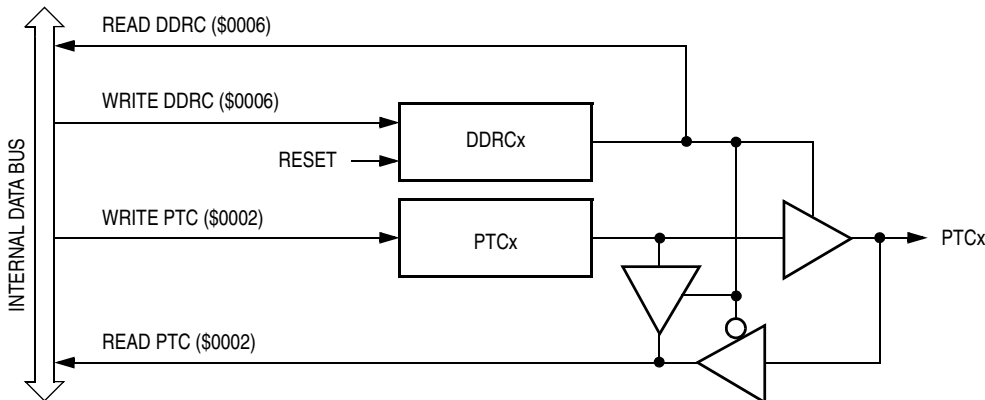 READ DDRC ($0006)
WRITE DDRC ($0006)
DDRCx
RESET
WRITE PTC ($0002)
PTCx
PTCx
READ PTC ($0002)
INTERNAL DATA BUS